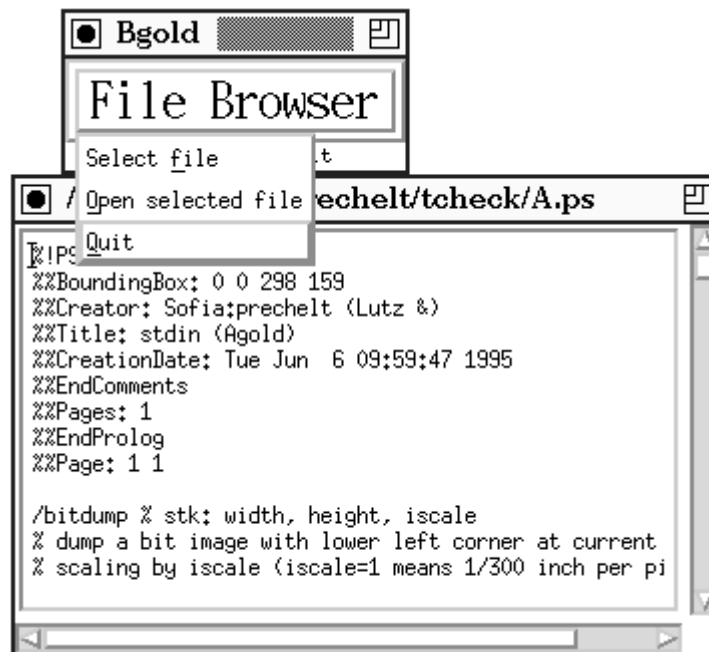 Bgold
File Browser
Select file
Open selected file
Quit
/ rechelt/tcheck/A.ps
%!PS
%%BoundingBox: 0 0 298 159
%%Creator: Sofia:prechelt (Lutz &)
%%Title: stdin (Agold)
%%CreationDate: Tue Jun  6 09:59:47 1995
%%EndComments
%%Pages: 1
%%EndProlog
%%Page: 1 1
/bitdump % stk: width, height, iscale
% dump a bit image with lower left corner at current
% scaling by iscale (iscale=1 means 1/300 inch per pi